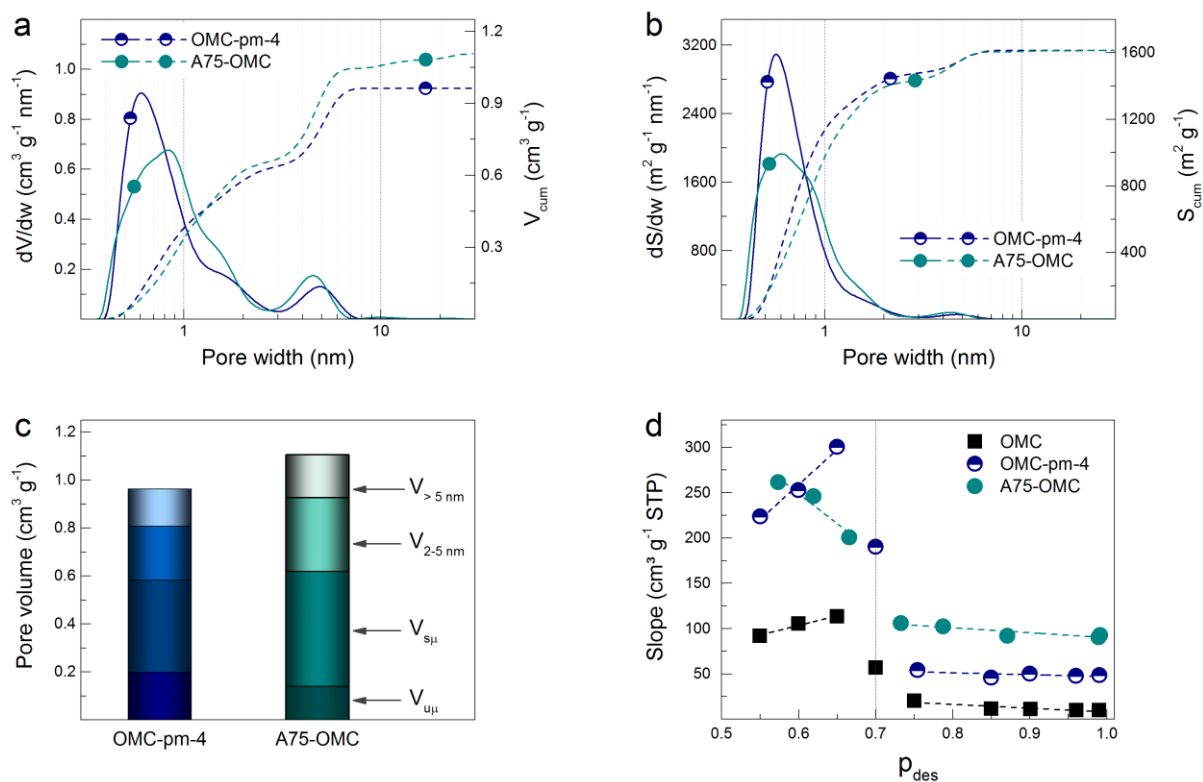 a
OMC-pm-4
A75-OMC
dV/dw (cm³ g⁻¹ nm⁻¹)
1.0
0.8
0.6
0.4
0.2
1
10
Pore width (nm)
1.2
0.9
0.6
0.3
V_cum (cm³ g⁻¹)
b
dS/dw (m² g⁻¹ nm⁻¹)
3200
2400
1600
800
OMC-pm-4
A75-OMC
1
10
Pore width (nm)
1600
1200
800
400
S_cum (m² g⁻¹)
c
Pore volume (cm³ g⁻¹)
1.2
1.0
0.8
0.6
0.4
0.2
V_> 5 nm
V_2-5 nm
V_sμ
V_uμ
OMC-pm-4
A75-OMC
d
Slope (cm³ g⁻¹ STP)
300
250
200
150
100
50
OMC
OMC-pm-4
A75-OMC
0.5
0.6
0.7
0.8
0.9
1.0
p_des